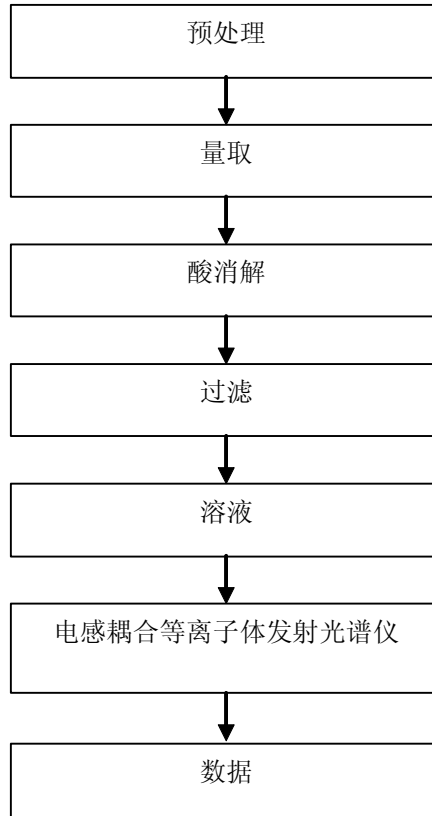 预处理
量取
酸消解
过滤
溶液
电感耦合等离子体发射光谱仪
数据